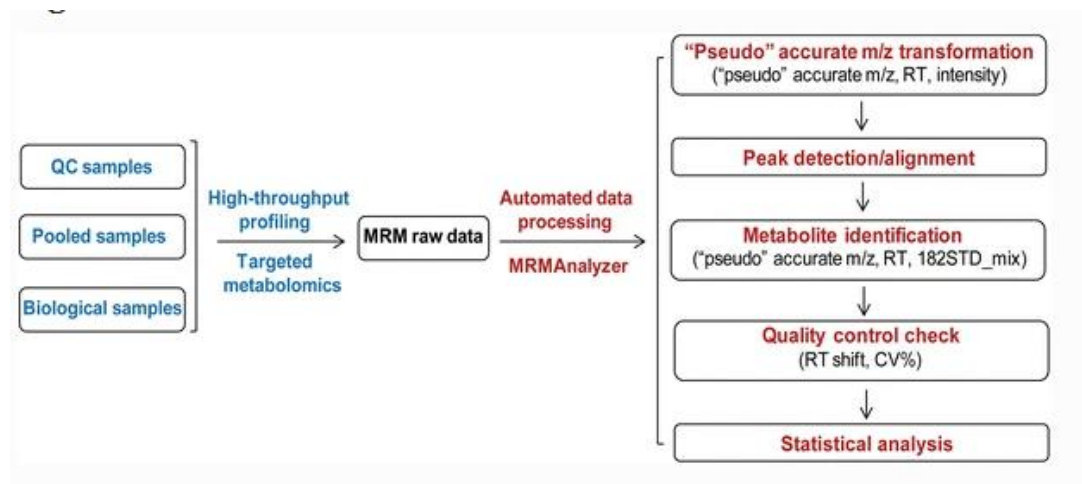 QC samples
Pooled samples
Biological samples
High-throughput
profiling
Targeted
metabolomics
MRM raw data
Automated data
processing
MRMAnalyzer
“Pseudo” accurate m/z transformation
(“pseudo” accurate m/z, RT, intensity)
Peak detection/alignment
Metabolite identification
(“pseudo” accurate m/z, RT, 182STD_mix)
Quality control check
(RT shift, CV%)
Statistical analysis